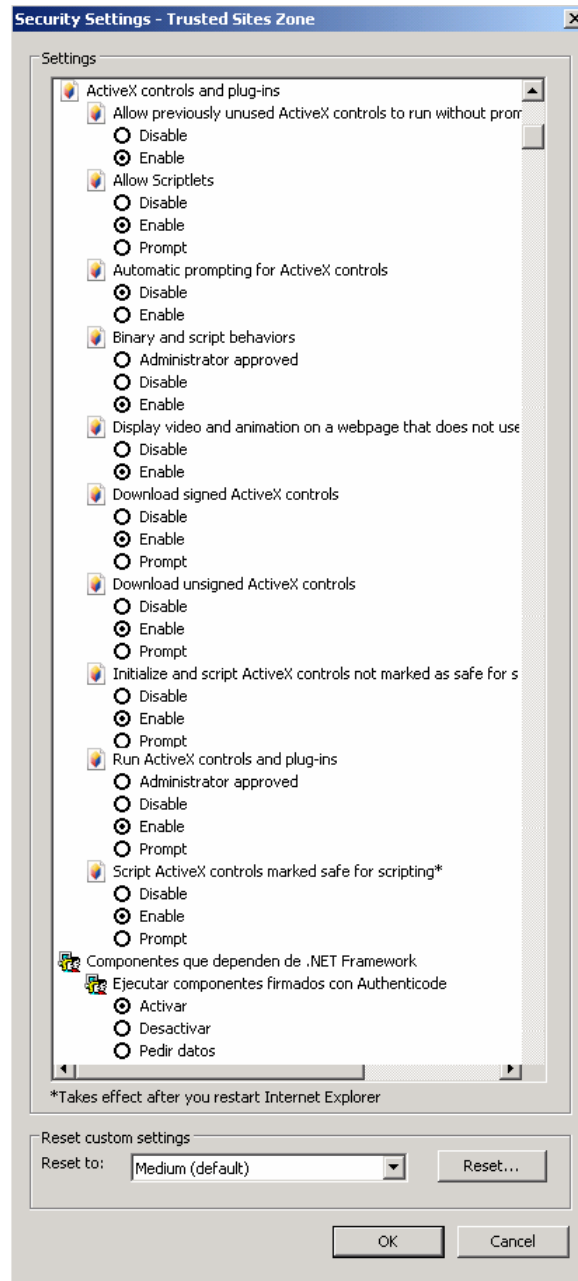 Security Settings - Trusted Sites Zone
Settings
ActiveX controls and plug-ins
Allow previously unused ActiveX controls to run without
Disable
Enable
Allow Scriptlets
Disable
Enable
Prompt
Automatic prompting for ActiveX controls
Disable
Enable
Binary and script behaviors
Administrator approved
Disable
Enable
Display video and animation on a webpage that does not use
Disable
Enable
Download signed ActiveX controls
Disable
Enable
Prompt
Download unsigned ActiveX controls
Disable
Enable
Prompt
Initialize and script ActiveX controls not marked as safe for s
Disable
Enable
Prompt
Run ActiveX controls and plug-ins
Administrator approved
Disable
Enable
Prompt
Script ActiveX controls marked safe for scripting*
Disable
Enable
Prompt
Componentes que dependen de .NET Framework
Ejecutar componentes firmados con Authenticode
Activar
Desactivar
Pedir datos
*Takes effect after you restart Internet Explorer
Reset custom settings
Reset to:
Medium (default)
Reset...
OK
Cancel